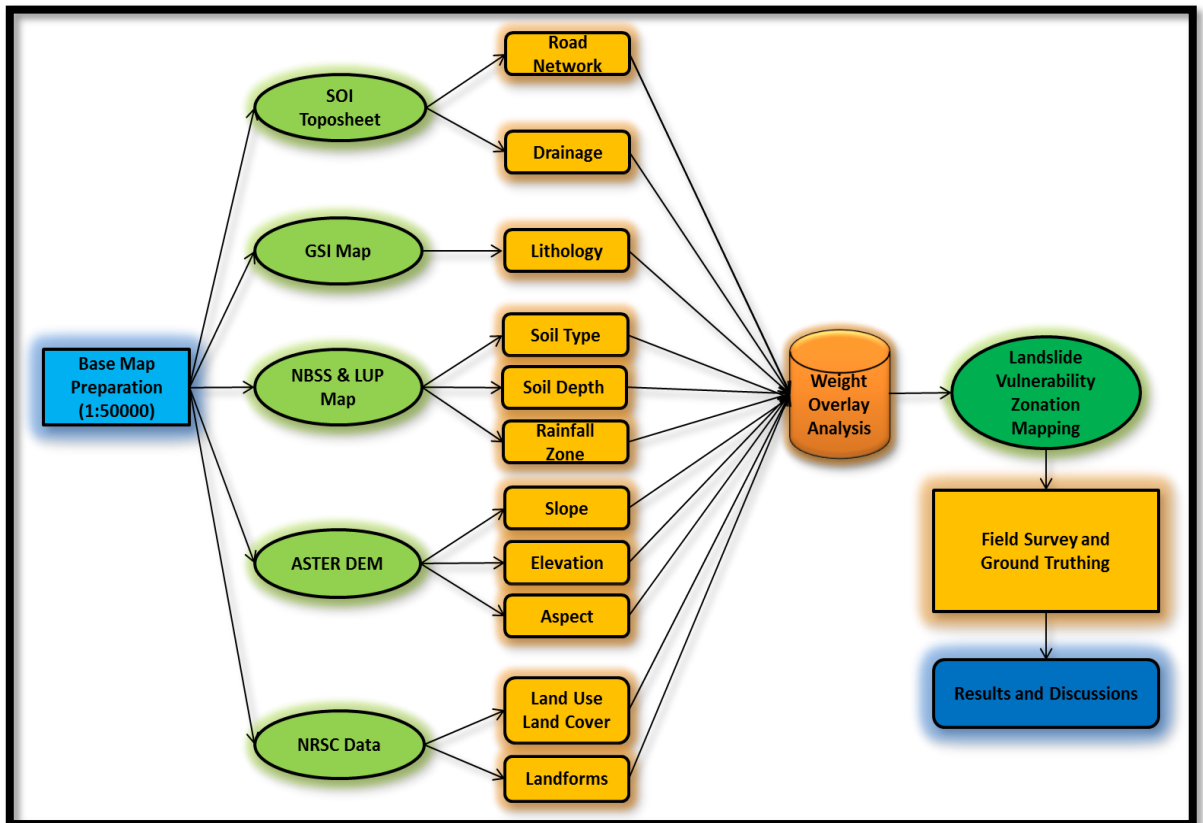 Base Map
Preparation
(1:50000)
SOI
Toposheet
GSI Map
NBSS & LUP
Map
ASTER DEM
NRSC Data
Road
Network
Drainage
Lithology
Soil Type
Soil Depth
Rainfall
Zone
Slope
Elevation
Aspect
Land Use
Land Cover
Landforms
Weight
Overlay
Analysis
Landslide
Vulnerability
Zonation
Mapping
Field Survey and
Ground Truthing
Results and Discussions